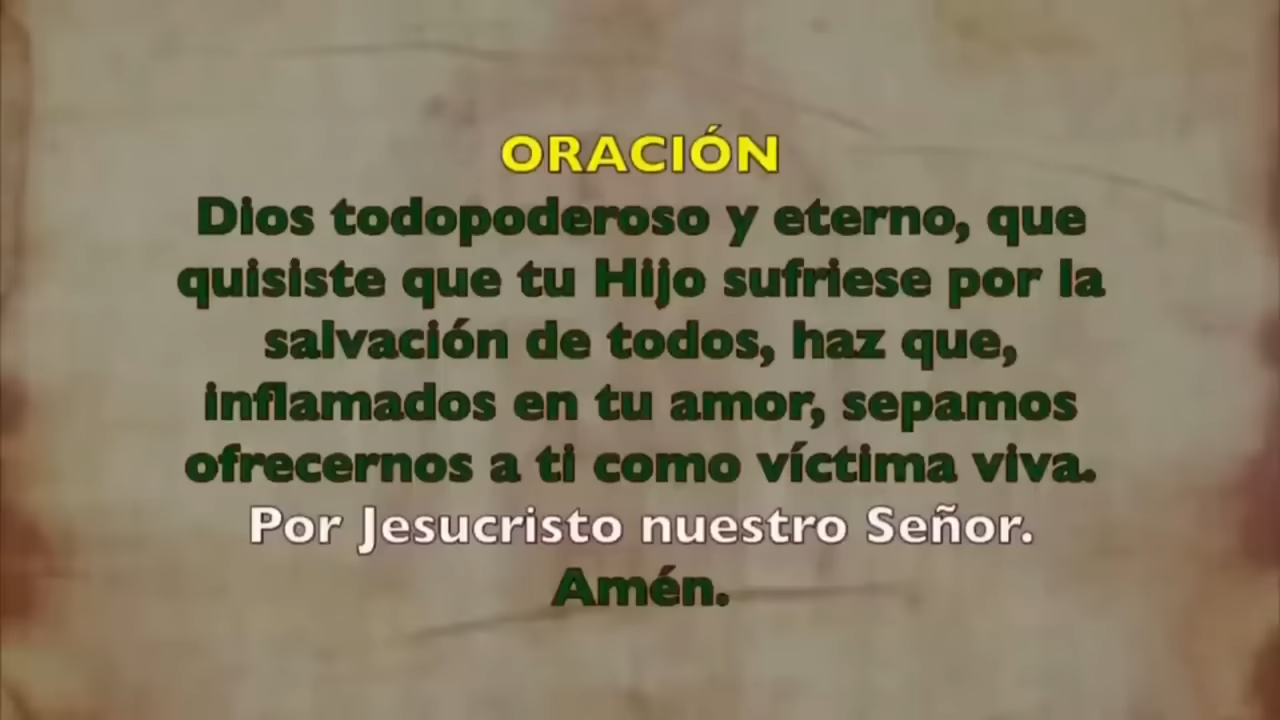 ORACIÓN
Dios todopoderoso y eterno, que
quisiste que tu Hijo sufriese por la
salvación de todos, haz que,
inflamados en tu amor, sepamos
ofrecernos a ti como víctima viva.
Por Jesucristo nuestro Señor.
Amén.